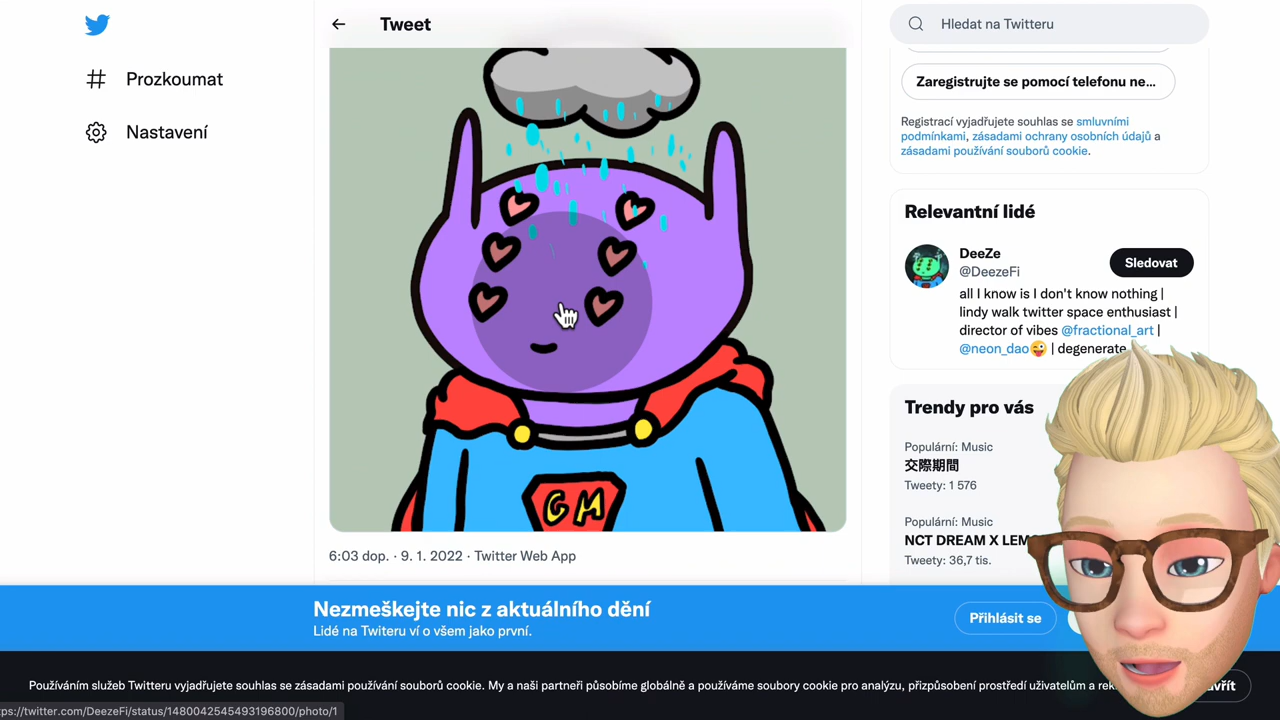 Tweet
Hledat na Twitteru
Prozkoumat
Nastavení
Zaregistrujte se pomocí telefonu ne...
Registrací vyjadřujete souhlas se smluvními
podmínkami, zásadami ochrany osobních údajů a
zásadami používání souborů cookie.
Relevantní lidé
DeeZe
@DeezeFi
Sledovat
all I know is I don't know nothing |
lindy walk twitter space enthusiast |
director of vibes @fractional_art |
@neon_dao😜 | degenerate
Trendy pro vás
Populární: Music
交際期間
Tweety: 1 576
Populární: Music
NCT DREAM X
Tweety: 36,7 tis.
GM
6:03 dop. · 9. 1. 2022 · Twitter Web App
Nezmeškejte nic z aktuálního dění
Lidé na Twiteru ví o všem jako první.
Přihlásit se
Používáním služeb Twitteru vyjadřujete souhlas se zásadami používání souborů cookie. My a naši partneři působíme globálně a používáme soubory cookie pro analýzu, přizpůsobení prostředí uživatelům a
ps://twitter.com/DeezeFi/status/1480042545493196800/photo/1